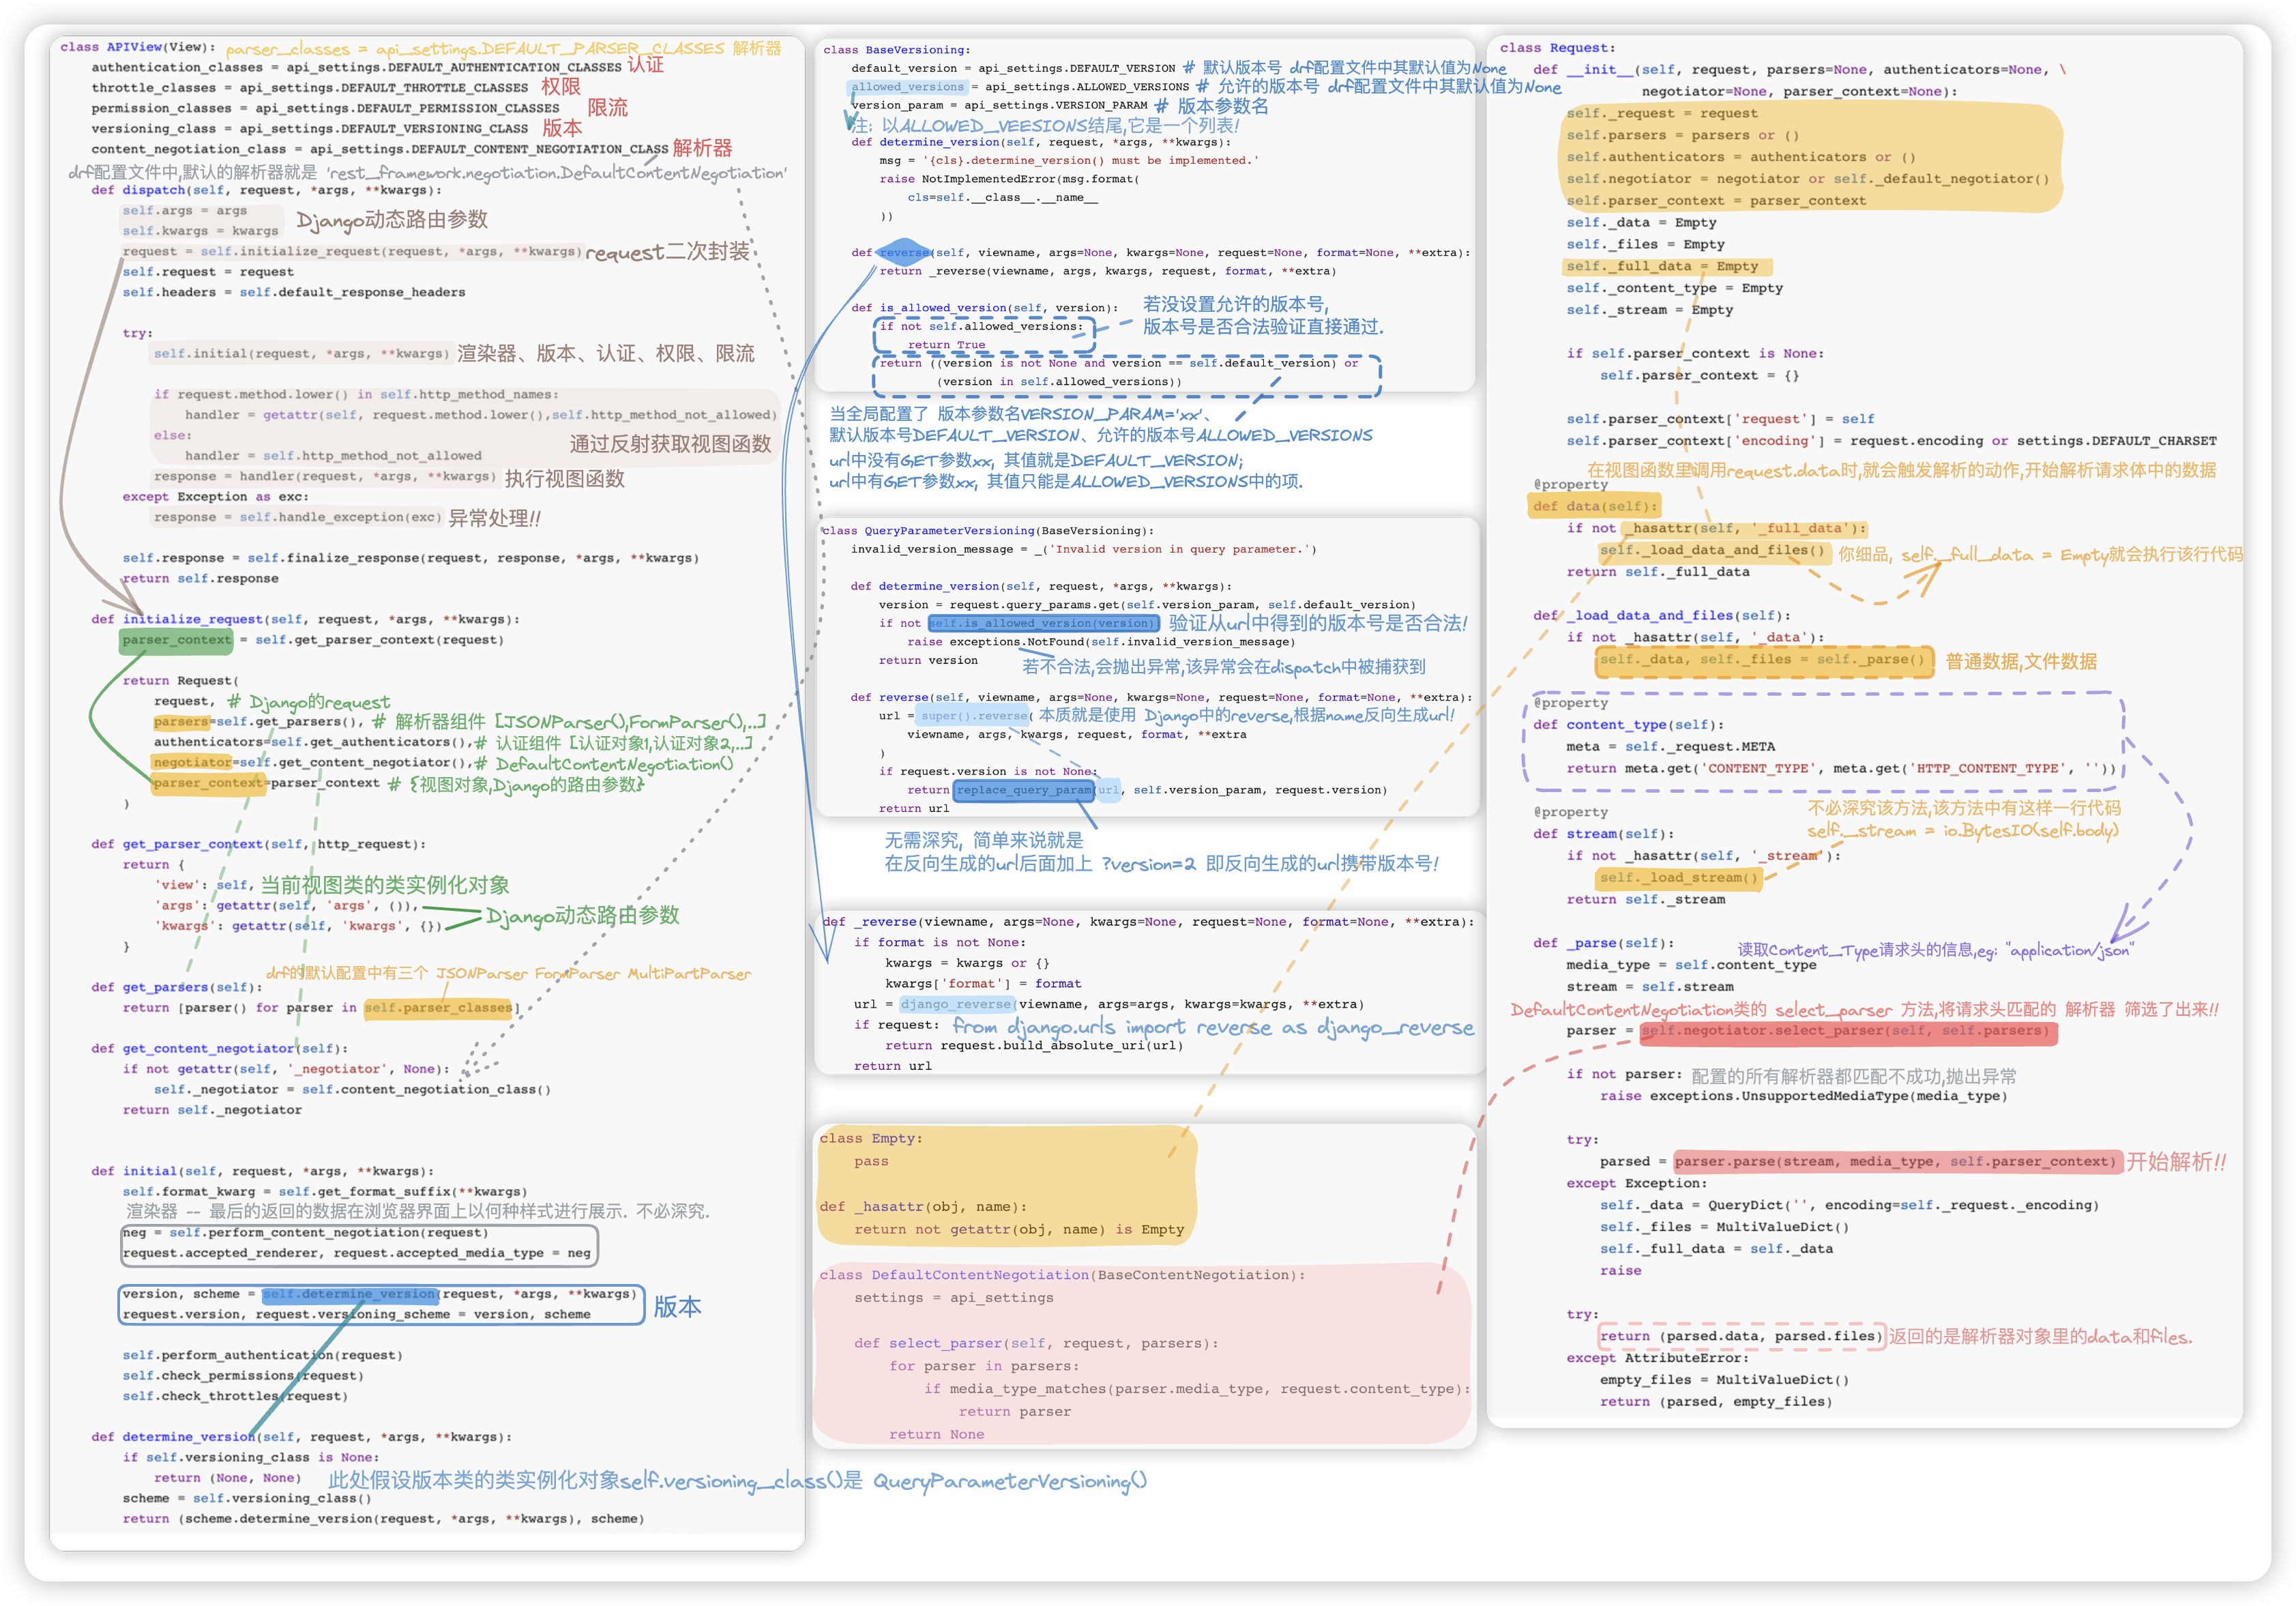 class APIView(View): parser_classes = api_settings.DEFAULT_PARSER_CLASSES 解析器
authentication_classes = api_settings.DEFAULT_AUTHENTICATION_CLASSES 认证
throttle_classes = api_settings.DEFAULT_THROTTLE_CLASSES 权限
permission_classes = api_settings.DEFAULT_PERMISSION_CLASSES 限流
versioning_class = api_settings.DEFAULT_VERSIONING_CLASS 版本
content_negotiation_class = api_settings.DEFAULT_CONTENT_NEGOTIATION_CLASS 解析器
drf配置文件中,默认的解析器就是 'rest_framework.negotiation.DefaultContentNegotiation'
def dispatch(self, request, *args, **kwargs):
self.args = args
self.kwargs = kwargs
Django动态路由参数
request = self.initialize_request(request, *args, **kwargs) request二次封装
self.request = request
self.headers = self.default_response_headers
try:
self.initial(request, *args, **kwargs) 渲染器、版本、认证、权限、限流
if request.method.lower() in self.http_method_names:
handler = getattr(self, request.method.lower(),self.http_method_not_allowed)
else:
通过反射获取视图函数
handler = self.http_method_not_allowed
response = handler(request, *args, **kwargs) 执行视图函数
except Exception as exc:
response = self.handle_exception(exc) 异常处理!!
self.response = self.finalize_response(request, response, *args, **kwargs)
return self.response
def initialize_request(self, request, *args, **kwargs):
parser_context = self.get_parser_context(request)
return Request(
request, # Django的request
parsers=self.get_parsers(), # 解析器组件 [JSONParser(),FormParser(),..]
authenticators=self.get_authenticators(),# 认证组件 [认证对象1,认证对象2,..]
negotiator=self.get_content_negotiator(),# DefaultContentNegotiation()
parser_context=parser_context # {视图对象,Django的路由参数}
)
def get_parser_context(self, http_request):
return {
'view': self, 当前视图类的类实例化对象
'args': getattr(self, 'args', ()),
Django动态路由参数
'kwargs': getattr(self, 'kwargs', {})
}
drf的默认配置中有三个 JSONParser FormParser MultiPartParser
def get_parsers(self):
return [parser() for parser in self.parser_classes]
def get_content_negotiator(self):
if not getattr(self, '_negotiator', None):
self._negotiator = self.content_negotiation_class()
return self._negotiator
def initial(self, request, *args, **kwargs):
self.format_kwarg = self.get_format_suffix(**kwargs)
渲染器 -- 最后的返回的数据在浏览器界面上以何种样式进行展示. 不必深究.
neg = self.perform_content_negotiation(request)
request.accepted_renderer, request.accepted_media_type = neg
version, scheme = self.determine_version(request, *args, **kwargs)
版本
request.version, request.versioning_scheme = version, scheme
self.perform_authentication(request)
self.check_permissions(request)
self.check_throttles(request)
def determine_version(self, request, *args, **kwargs):
if self.versioning_class is None:
return (None, None) 此处假设版本类的类实例化对象self.versioning_class()是 QueryParameterVersioning()
scheme = self.versioning_class()
return (scheme.determine_version(request, *args, **kwargs), scheme)
class BaseVersioning:
default_version = api_settings.DEFAULT_VERSION # 默认版本号 drf配置文件中其默认值为None
allowed_versions = api_settings.ALLOWED_VERSIONS # 允许的版本号 drf配置文件中其默认值为None
version_param = api_settings.VERSION_PARAM # 版本参数名
注: 以ALLOWED_VEESIONS结尾,它是一个列表!
def determine_version(self, request, *args, **kwargs):
msg = '{cls}.determine_version() must be implemented.'
raise NotImplementedError(msg.format(
cls=self.__class__.__name__
))
def reverse(self, viewname, args=None, kwargs=None, request=None, format=None, **extra):
return _reverse(viewname, args, kwargs, request, format, **extra)
def is_allowed_version(self, version):
若没设置允许的版本号,
if not self.allowed_versions:
版本号是否合法验证直接通过.
return True
return ((version is not None and version == self.default_version) or
(version in self.allowed_versions))
当全局配置了 版本参数名VERSION_PARAM='xx'、
默认版本号DEFAULT_VERSION、允许的版本号ALLOWED_VERSIONS
url中没有GET参数xx, 其值就是DEFAULT_VERSION;
url中有GET参数xx, 其值只能是ALLOWED_VERSIONS中的项.
class QueryParameterVersioning(BaseVersioning):
invalid_version_message = _('Invalid version in query parameter.')
def determine_version(self, request, *args, **kwargs):
version = request.query_params.get(self.version_param, self.default_version)
if not self.is_allowed_version(version): 验证从url中得到的版本号是否合法!
raise exceptions.NotFound(self.invalid_version_message)
return version
若不合法,会抛出异常,该异常会在dispatch中被捕获到
def reverse(self, viewname, args=None, kwargs=None, request=None, format=None, **extra):
url = super().reverse( 本质就是使用 Django中的reverse,根据name反向生成url!
viewname, args, kwargs, request, format, **extra
)
if request.version is not None:
return replace_query_param(url, self.version_param, request.version)
return url
无需深究, 简单来说就是
在反向生成的url后面加上 ?version=2 即反向生成的url携带版本号!
def _reverse(viewname, args=None, kwargs=None, request=None, format=None, **extra):
if format is not None:
kwargs = kwargs or {}
kwargs['format'] = format
url = django_reverse(viewname, args=args, kwargs=kwargs, **extra)
if request: from django.urls import reverse as django_reverse
return request.build_absolute_uri(url)
return url
class Empty:
pass
def _hasattr(obj, name):
return not getattr(obj, name) is Empty
class DefaultContentNegotiation(BaseContentNegotiation):
settings = api_settings
def select_parser(self, request, parsers):
for parser in parsers:
if media_type_matches(parser.media_type, request.content_type):
return parser
return None
class Request:
def __init__(self, request, parsers=None, authenticators=None, \
negotiator=None, parser_context=None):
self._request = request
self.parsers = parsers or ()
self.authenticators = authenticators or ()
self.negotiator = negotiator or self._default_negotiator()
self.parser_context = parser_context
self._data = Empty
self._files = Empty
self._full_data = Empty
self._content_type = Empty
self._stream = Empty
if self.parser_context is None:
self.parser_context = {}
self.parser_context['request'] = self
self.parser_context['encoding'] = request.encoding or settings.DEFAULT_CHARSET
在视图函数里调用request.data时,就会触发解析的动作,开始解析请求体中的数据
@property
def data(self):
if not _hasattr(self, '_full_data'):
self._load_data_and_files() 你细品, self._full_data = Empty就会执行该行代码
return self._full_data
def _load_data_and_files(self):
if not _hasattr(self, '_data'):
self._data, self._files = self._parse() 普通数据,文件数据
@property
def content_type(self):
meta = self._request.META
return meta.get('CONTENT_TYPE', meta.get('HTTP_CONTENT_TYPE', ''))
不必深究该方法,该方法中有这样一行代码
@property
self._stream = io.BytesIO(self.body)
def stream(self):
if not _hasattr(self, '_stream'):
self._load_stream()
return self._stream
def _parse(self):
读取Content_Type请求头的信息,eg: "application/json"
media_type = self.content_type
stream = self.stream
DefaultContentNegotiation类的 select_parser 方法,将请求头匹配的 解析器 筛选了出来!!
parser = self.negotiator.select_parser(self, self.parsers)
if not parser: 配置的所有解析器都匹配不成功,抛出异常
raise exceptions.UnsupportedMediaType(media_type)
try:
parsed = parser.parse(stream, media_type, self.parser_context) 开始解析!!
except Exception:
self._data = QueryDict('', encoding=self._request._encoding)
self._files = MultiValueDict()
self._full_data = self._data
raise
try:
return (parsed.data, parsed.files) 返回的是解析器对象里的data和files.
except AttributeError:
empty_files = MultiValueDict()
return (parsed, empty_files)